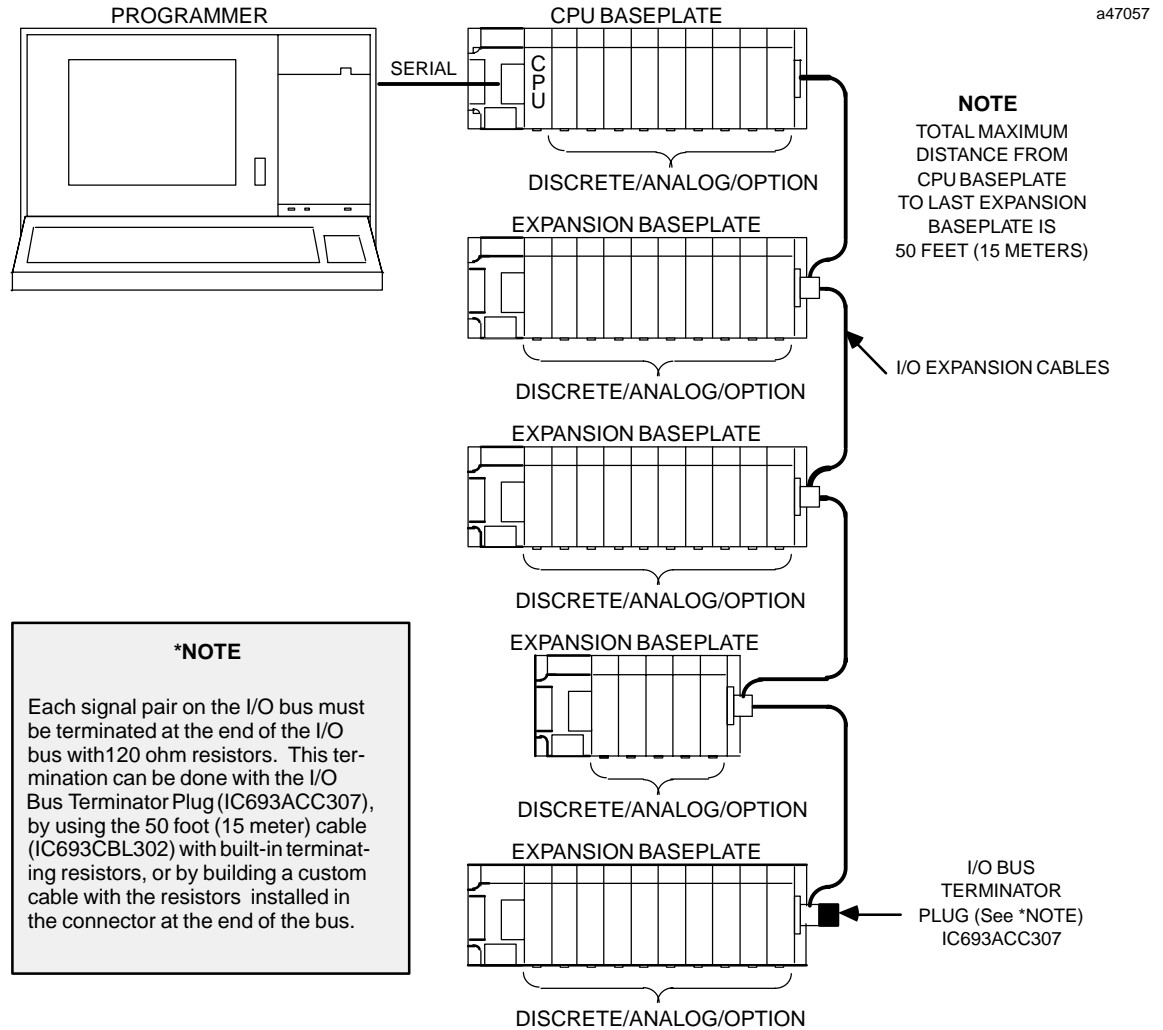 PROGRAMMER
CPU BASEPLATE
a47057
SERIAL
C
P
U
NOTE
TOTAL MAXIMUM
DISTANCE FROM
CPU BASEPLATE
TO LAST EXPANSION
BASEPLATE IS
50 FEET (15 METERS)
DISCRETE/ANALOG/OPTION
EXPANSION BASEPLATE
I/O EXPANSION CABLES
DISCRETE/ANALOG/OPTION
EXPANSION BASEPLATE
DISCRETE/ANALOG/OPTION
*NOTE
Each signal pair on the I/O bus must
be terminated at the end of the I/O
bus with120 ohm resistors. This ter-
mination can be done with the I/O
Bus Terminator Plug (IC693ACC307),
by using the 50 foot (15 meter) cable
(IC693CBL302) with built-in terminat-
ing resistors, or by building a custom
cable with the resistors installed in
the connector at the end of the bus.
EXPANSION BASEPLATE
DISCRETE/ANALOG/OPTION
EXPANSION BASEPLATE
I/O BUS
TERMINATOR
PLUG (See *NOTE)
IC693ACC307
DISCRETE/ANALOG/OPTION